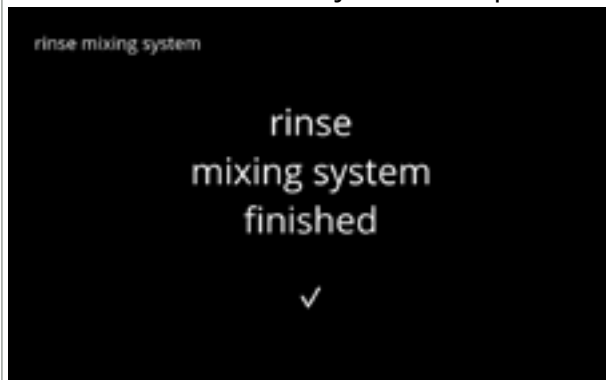 rinse mixing system
rinse
mixing system
finished
✓